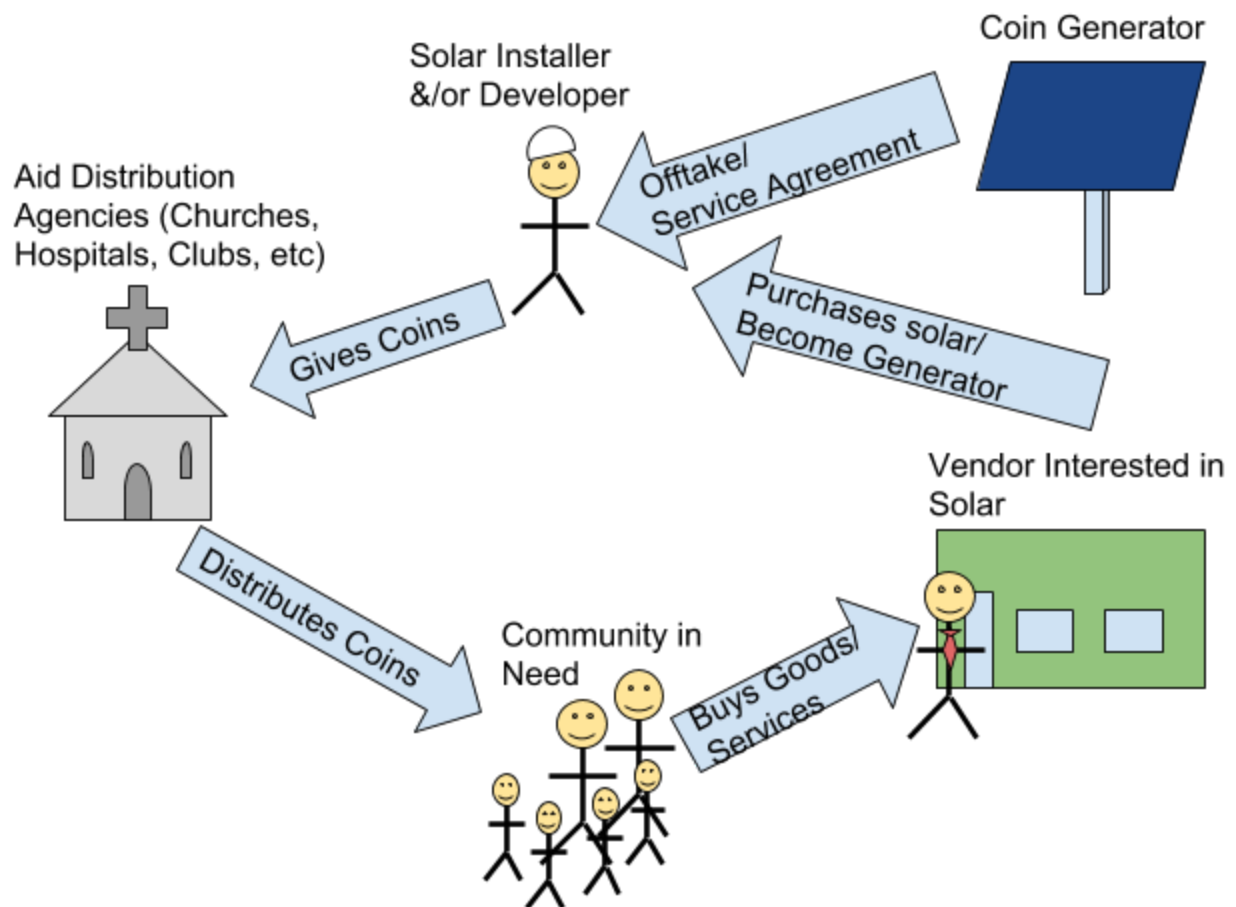 Coin Generator
Solar Installer
&/or Developer
Offtake/
Service Agreement
Aid Distribution
Agencies (Churches,
Hospitals, Clubs, etc)
Purchases solar/
Become Generator
Gives Coins
Vendor Interested in
Solar
Distributes Coins
Community in
Need
Buys Goods/
Services